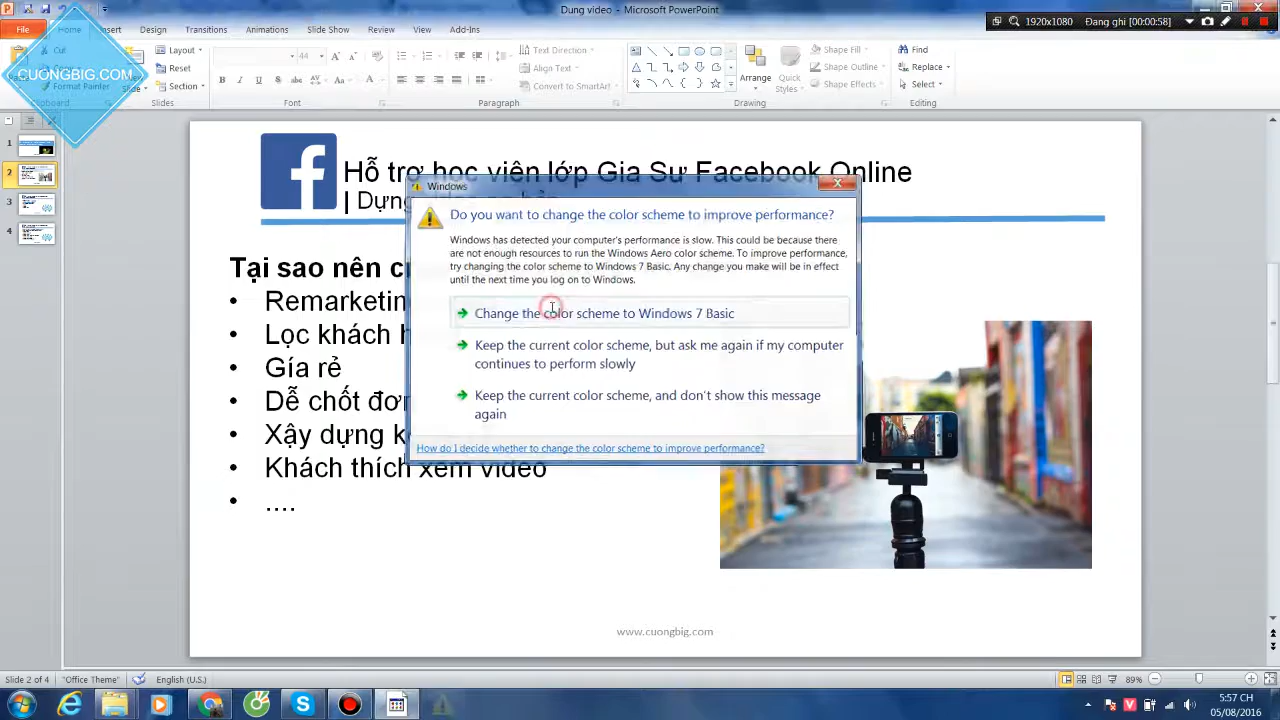 Dung video - Microsoft PowerPoint
1920x1080 Đang ghi [00:00:58]
File Home Insert Design Transitions Animations Slide Show Review View Add-Ins
CUONGBIG.COM
Cut
Format Painter
Clipboard
Layout
Reset
Slide
Section
Slides
44
Font
Text Direction
Align Text
Convert to SmartArt
Paragraph
Arrange
Quick Styles
Shape Fill
Shape Outline
Shape Effects
Drawing
Find
Replace
Select
Editing
1
2
3
4
Hỗ trợ học viên lớp Gia Sư Facebook Online
| Dựng
Windows
Do you want to change the color scheme to improve performance?
Windows has detected your computer's performance is slow. This could be because there
are not enough resources to run the Windows Aero color scheme. To improve performance,
try changing the color scheme to Windows 7 Basic. Any change you make will be in effect
until the next time you log on to Windows.
Change the color scheme to Windows 7 Basic
Keep the current color scheme, but ask me again if my computer
continues to perform slowly
Keep the current color scheme, and don't show this message
again
How do I decide whether to change the color scheme to improve performance?
Tại sao nên
• Remarketin
• Lọc khách
• Gía rẻ
• Dễ chốt đơn
• Xây dựng
• Khách thích xem video
• ....
www.cuongbig.com
Slide 2 of 4 "Office Theme" English (U.S.) 89%
5:57 CH
05/08/2016